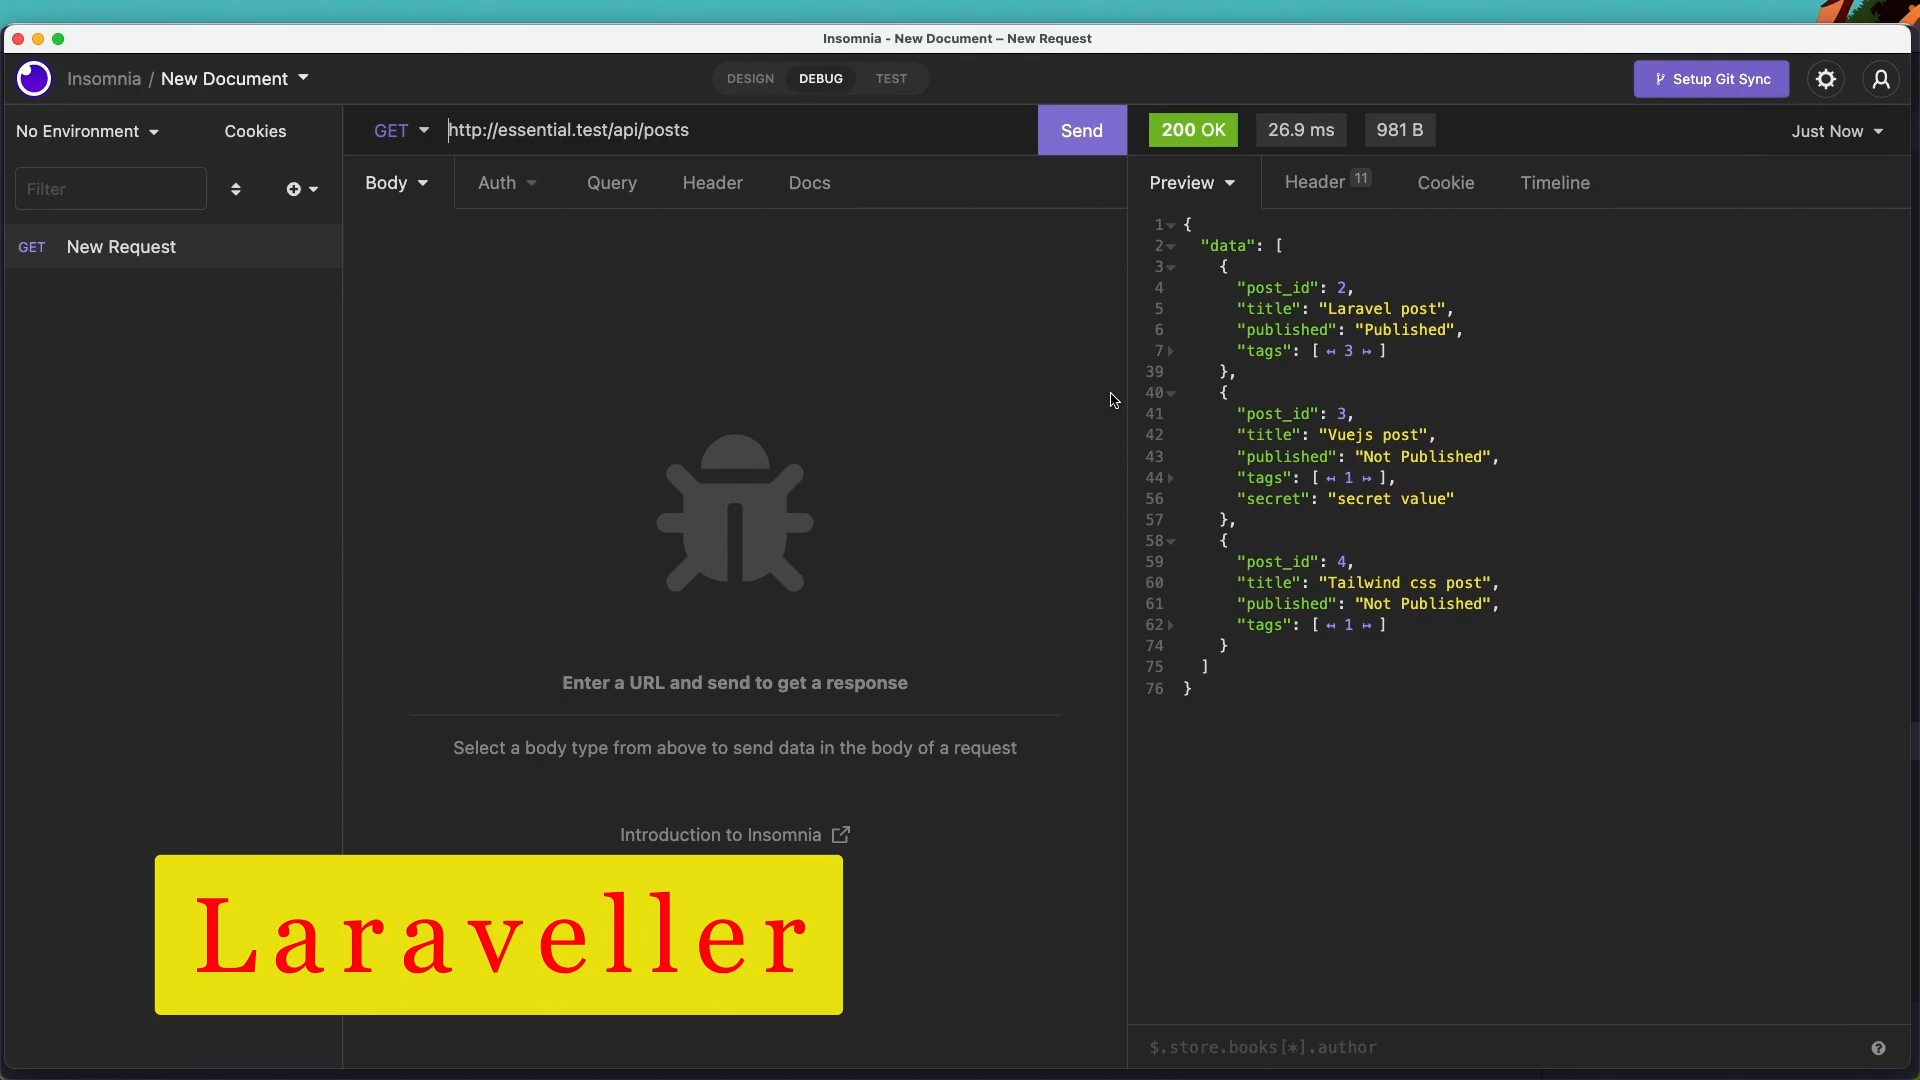 Insomnia - New Document – New Request
Insomnia / New Document
DESIGN DEBUG TEST
Setup Git Sync
No Environment
Cookies
GET http://essential.test/api/posts
Send
200 OK 26.9 ms 981 B
Just Now
Filter
GET New Request
Body Auth Query Header Docs
Enter a URL and send to get a response
Select a body type from above to send data in the body of a request
Introduction to Insomnia
Preview Header 11 Cookie Timeline
1 {
2 "data": [
3 {
4 "post_id": 2,
5 "title": "Laravel post",
6 "published": "Published",
7 "tags": [ ↤ 3 ↦ ]
39 },
40 {
41 "post_id": 3,
42 "title": "Vuejs post",
43 "published": "Not Published",
44 "tags": [ ↤ 1 ↦ ],
56 "secret": "secret value"
57 },
58 {
59 "post_id": 4,
60 "title": "Tailwind css post",
61 "published": "Not Published",
62 "tags": [ ↤ 1 ↦ ]
74 }
75 ]
76 }
$.store.books[*].author
?
Laraveller